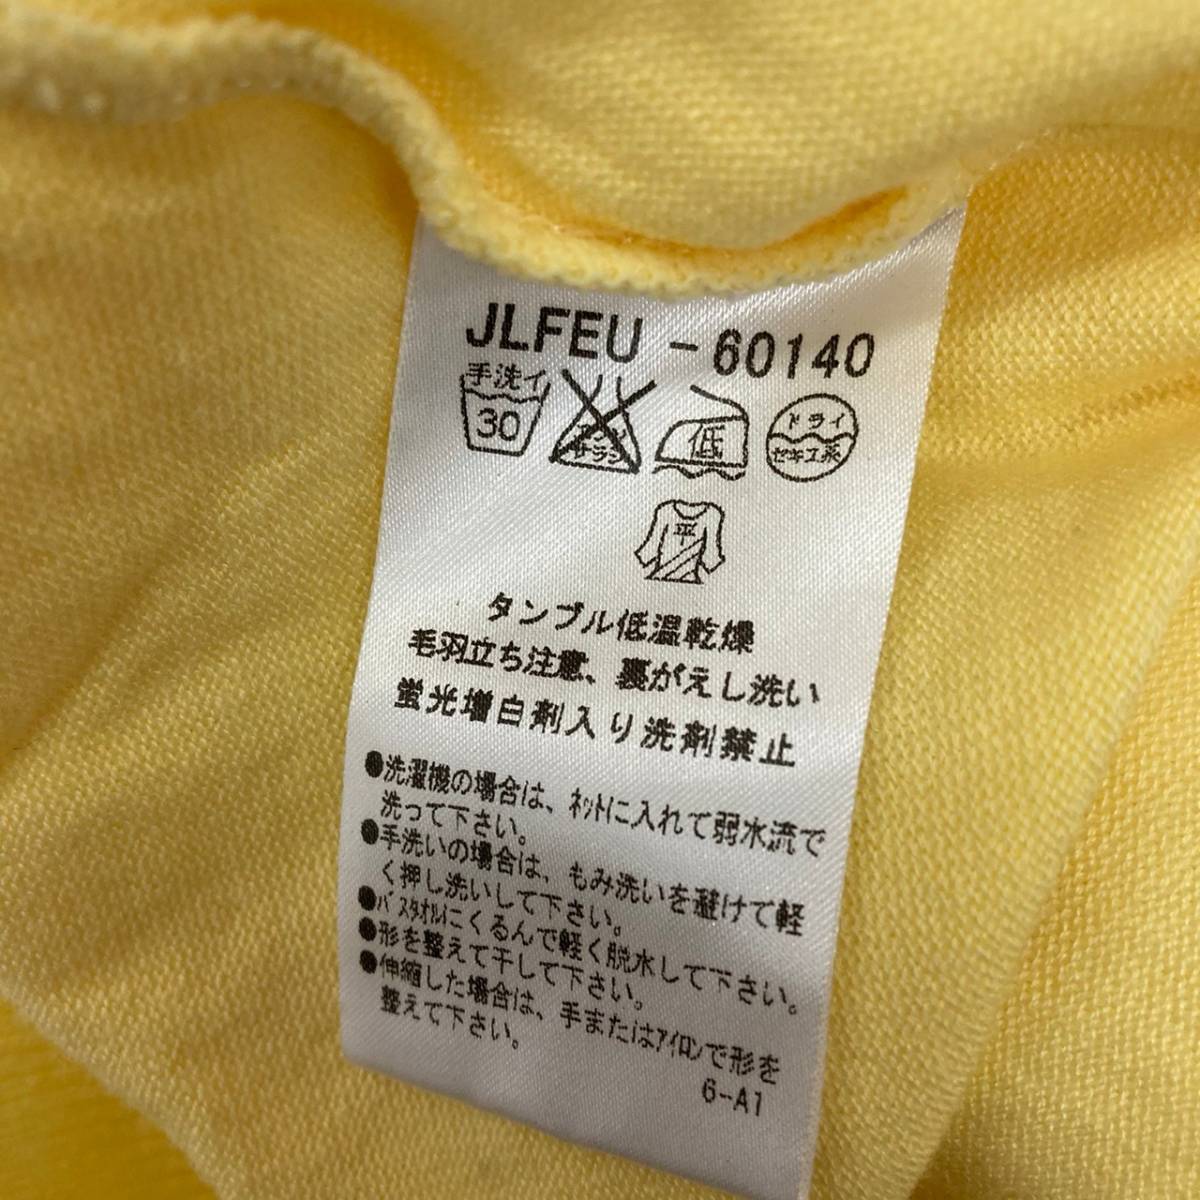 JLFEU -60140
手洗イ
30
エンソ
サラシ
低
ドライ
セキユ系
平
タンブル低温乾燥
毛羽立ち注意、裏がえし洗い
蛍光増白剤入り洗剤禁止
●洗濯機の場合は、ネットに入れて弱水流で
洗って下さい。
●手洗いの場合は、もみ洗いを避けて軽
く押し洗いして下さい。
●バスタオルにくるんで軽く脱水して下さい。
●形を整えて干して下さい。
●伸縮した場合は、手またはアイロンで形を
整えて下さい。
6-A1